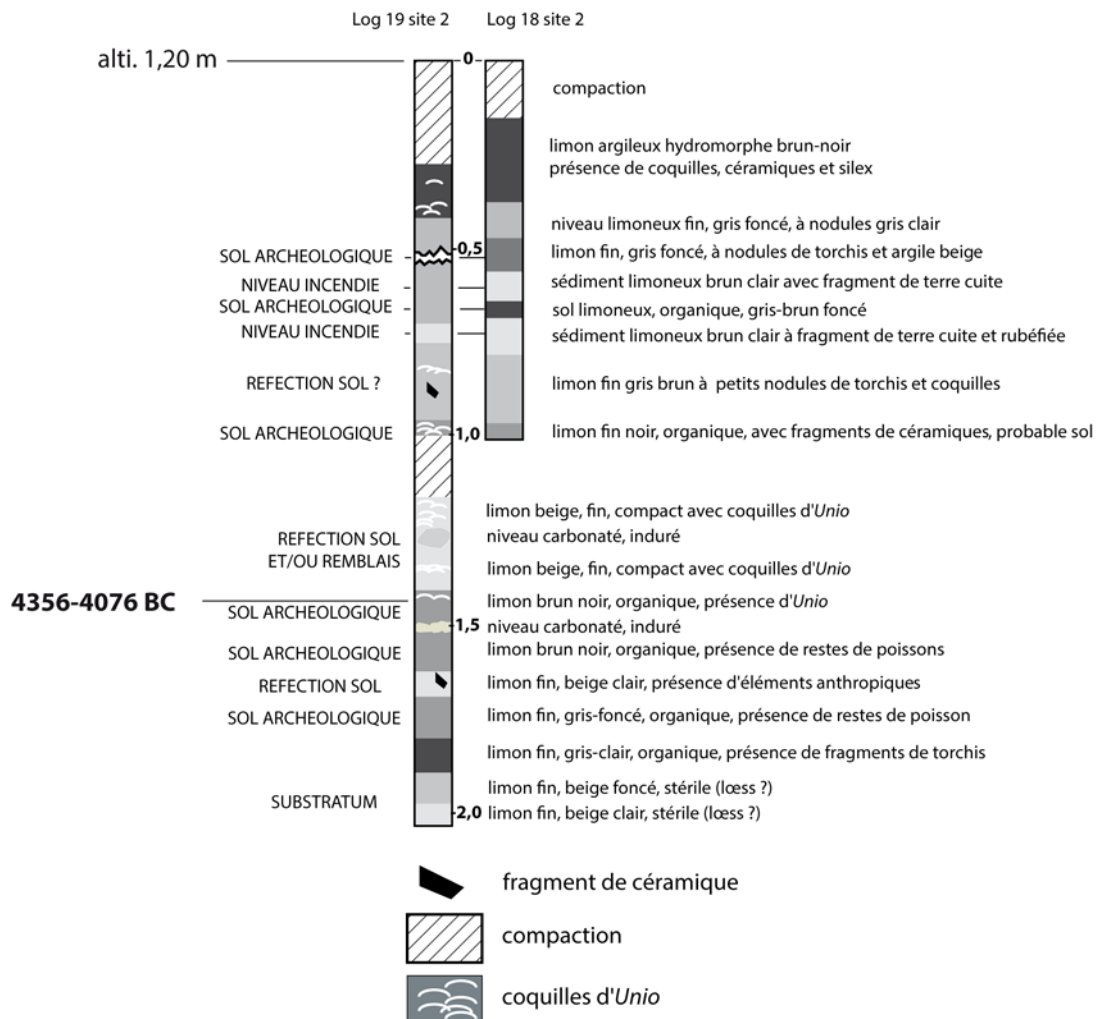 Log 19 site 2 Log 18 site 2
alti. 1,20 m 0
compaction
limon argileux hydromorphe brun-noir
présence de coquilles, céramiques et silex
niveau limoneux fin, gris foncé, à nodules gris clair
SOL ARCHEOLOGIQUE -0,5 limon fin, gris foncé, à nodules de torchis et argile beige
NIVEAU INCENDIE sédiment limoneux brun clair avec fragment de terre cuite
SOL ARCHEOLOGIQUE sol limoneux, organique, gris-brun foncé
NIVEAU INCENDIE sédiment limoneux brun clair à fragment de terre cuite et rubéfiée
REFECTION SOL ? limon fin gris brun à petits nodules de torchis et coquilles
SOL ARCHEOLOGIQUE -1,0 limon fin noir, organique, avec fragments de céramiques, probable sol
limon beige, fin, compact avec coquilles d'Unio
REFECTION SOL niveau carbonaté, induré
ET/OU REMBLAIS limon beige, fin, compact avec coquilles d'Unio
4356-4076 BC limon brun noir, organique, présence d'Unio
SOL ARCHEOLOGIQUE -1,5 niveau carbonaté, induré
SOL ARCHEOLOGIQUE limon brun noir, organique, présence de restes de poissons
REFECTION SOL limon fin, beige clair, présence d'éléments anthropiques
SOL ARCHEOLOGIQUE limon fin, gris-foncé, organique, présence de restes de poisson
limon fin, gris-clair, organique, présence de fragments de torchis
limon fin, beige foncé, stérile (lœss ?)
SUBSTRATUM -2,0 limon fin, beige clair, stérile (lœss ?)
fragment de céramique
compaction
coquilles d'Unio